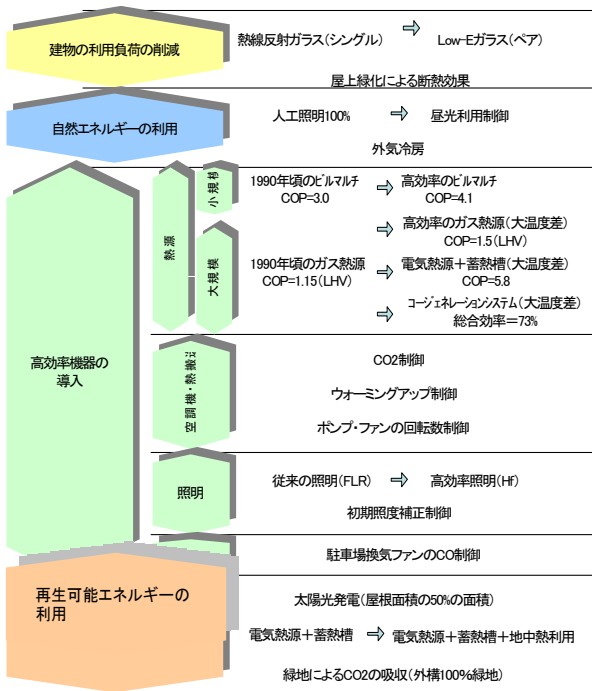 建物の利用負荷の削減
熱線反射ガラス(シングル) ⇒ Low-Eガラス(ペア)
屋上緑化による断熱効果
自然エネルギーの利用
人工照明100% ⇒ 昼光利用制御
外気冷房
高効率機器の
導入
熱源
小規模
1990年頃のビルマルチ ⇒ 高効率のビルマルチ
COP=3.0 COP=4.1
大規模
⇒ 高効率のガス熱源(大温度差)
COP=1.5(LHV)
1990年頃のガス熱源 ⇒ 電気熱源+蓄熱槽(大温度差)
COP=1.15(LHV) COP=5.8
⇒ コージェネレーションシステム(大温度差)
総合効率=73%
空調機・熱搬送
CO2制御
ウォーミングアップ制御
ポンプ・ファンの回転数制御
照明
従来の照明(FLR) ⇒ 高効率照明(Hf)
初期照度補正制御
駐車場換気ファンのCO制御
再生可能エネルギーの
利用
太陽光発電(屋根面積の50%の面積)
電気熱源+蓄熱槽 ⇒ 電気熱源+蓄熱槽+地中熱利用
緑地によるCO2の吸収(外構100%緑地)